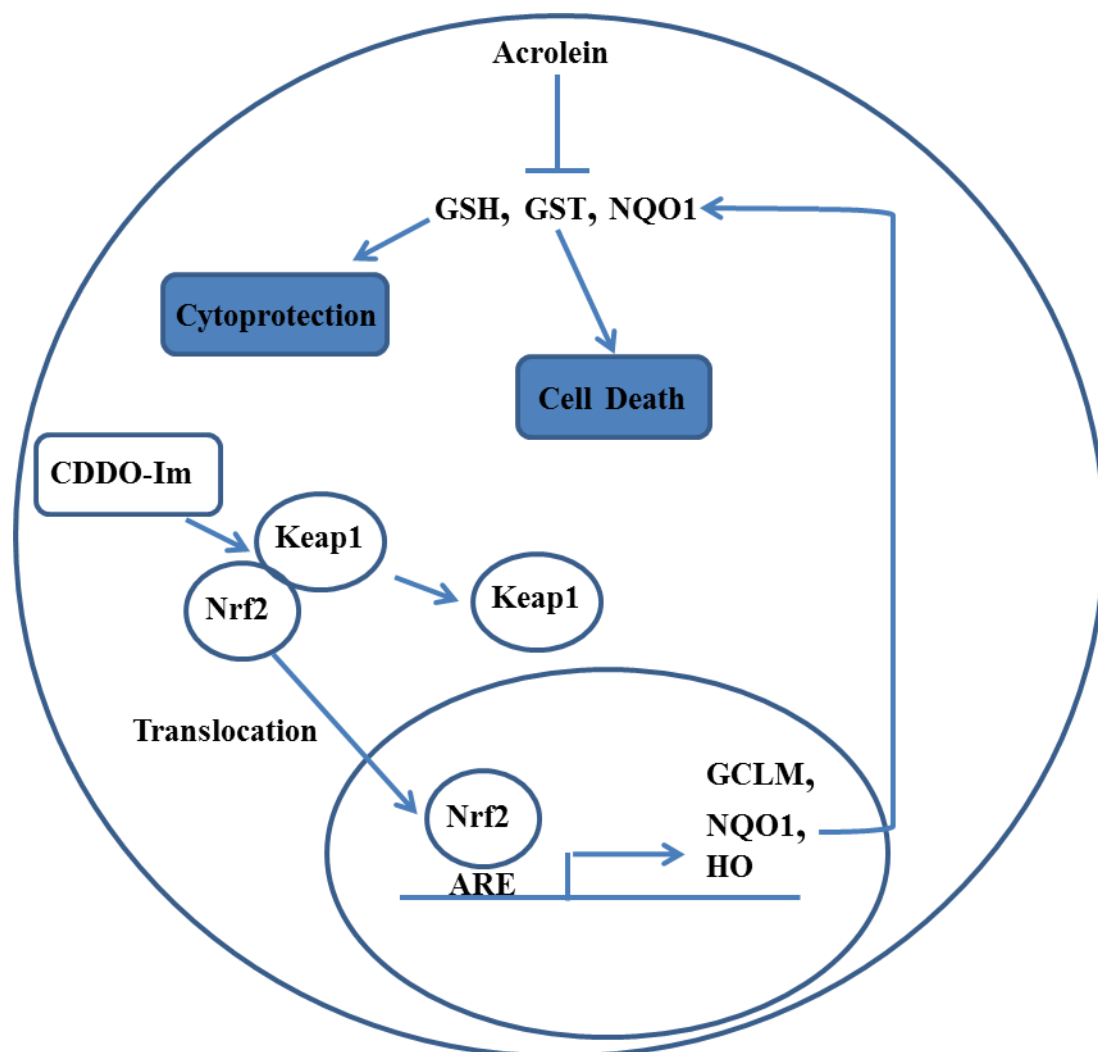 Acrolein
GSH, GST, NQO1
Cytoprotection
Cell Death
CDDO-Im
Keap1
Nrf2
Keap1
Translocation
GCLM,
Nrf2
NQO1,
HO
ARE